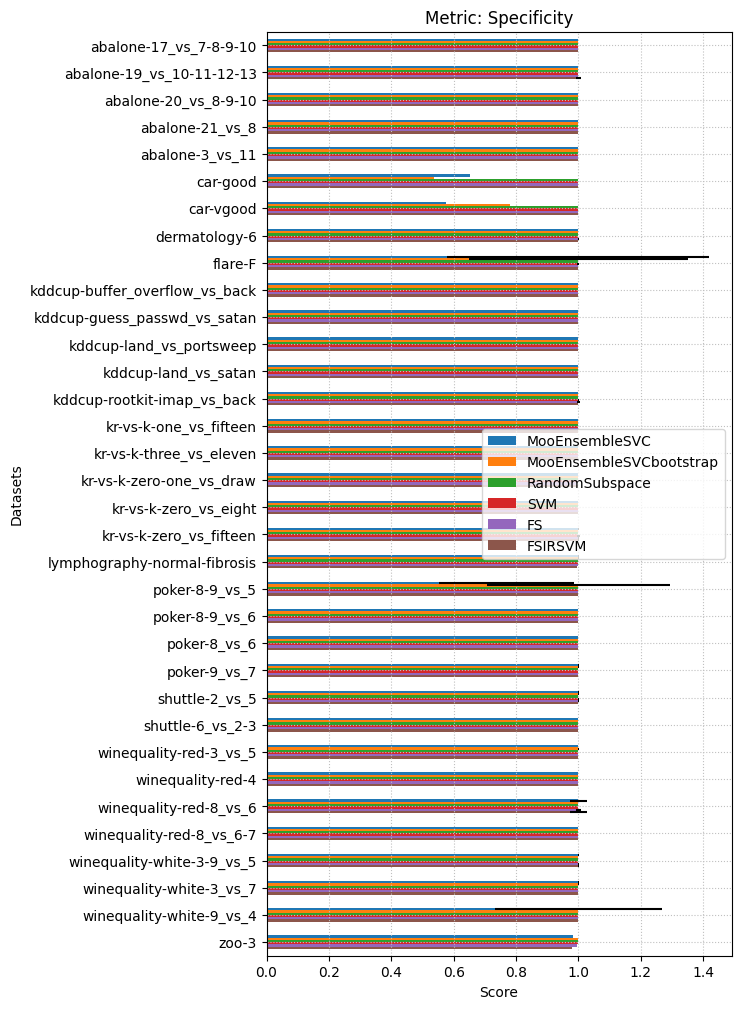 Metric: Specificity
abalone-17_vs_7-8-9-10
abalone-19_vs_10-11-12-13
abalone-20_vs_8-9-10
abalone-21_vs_8
abalone-3_vs_11
car-good
car-vgood
dermatology-6
flare-F
kddcup-buffer_overflow_vs_back
kddcup-guess_passwd_vs_satan
kddcup-land_vs_portsweep
kddcup-land_vs_satan
kddcup-rootkit-imap_vs_back
kr-vs-k-one_vs_fifteen
kr-vs-k-three_vs_eleven
kr-vs-k-zero-one_vs_draw
kr-vs-k-zero_vs_eight
kr-vs-k-zero_vs_fifteen
lymphography-normal-fibrosis
poker-8-9_vs_5
poker-8-9_vs_6
poker-8_vs_6
poker-9_vs_7
shuttle-2_vs_5
shuttle-6_vs_2-3
winequality-red-3_vs_5
winequality-red-4
winequality-red-8_vs_6
winequality-red-8_vs_6-7
winequality-white-3-9_vs_5
winequality-white-3_vs_7
winequality-white-9_vs_4
zoo-3
Datasets
MooEnsembleSVC
MooEnsembleSVCbootstrap
RandomSubspace
SVM
FS
FSIRSVM
0.0 0.2 0.4 0.6 0.8 1.0 1.2 1.4
Score